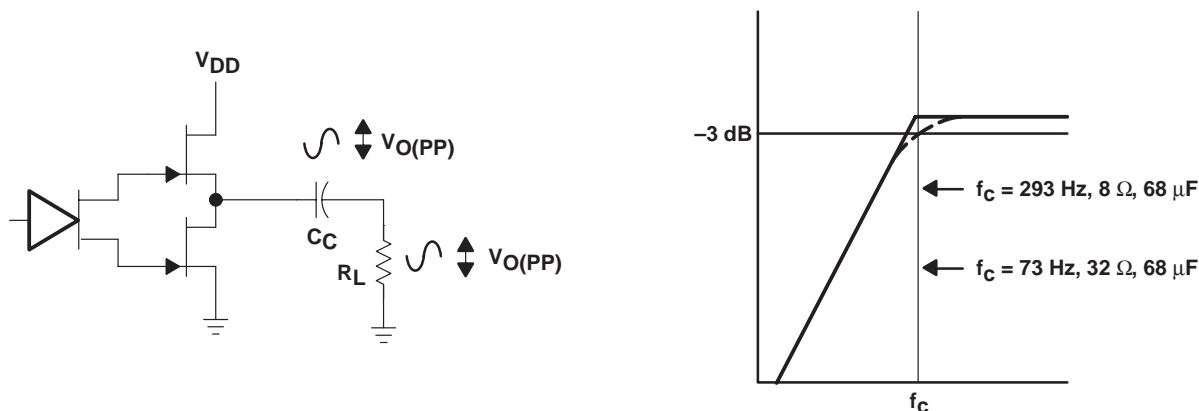 VDD
VO(PP)
CC
RL
VO(PP)
–3 dB
fc = 293 Hz, 8 Ω, 68 μF
fc = 73 Hz, 32 Ω, 68 μF
fc